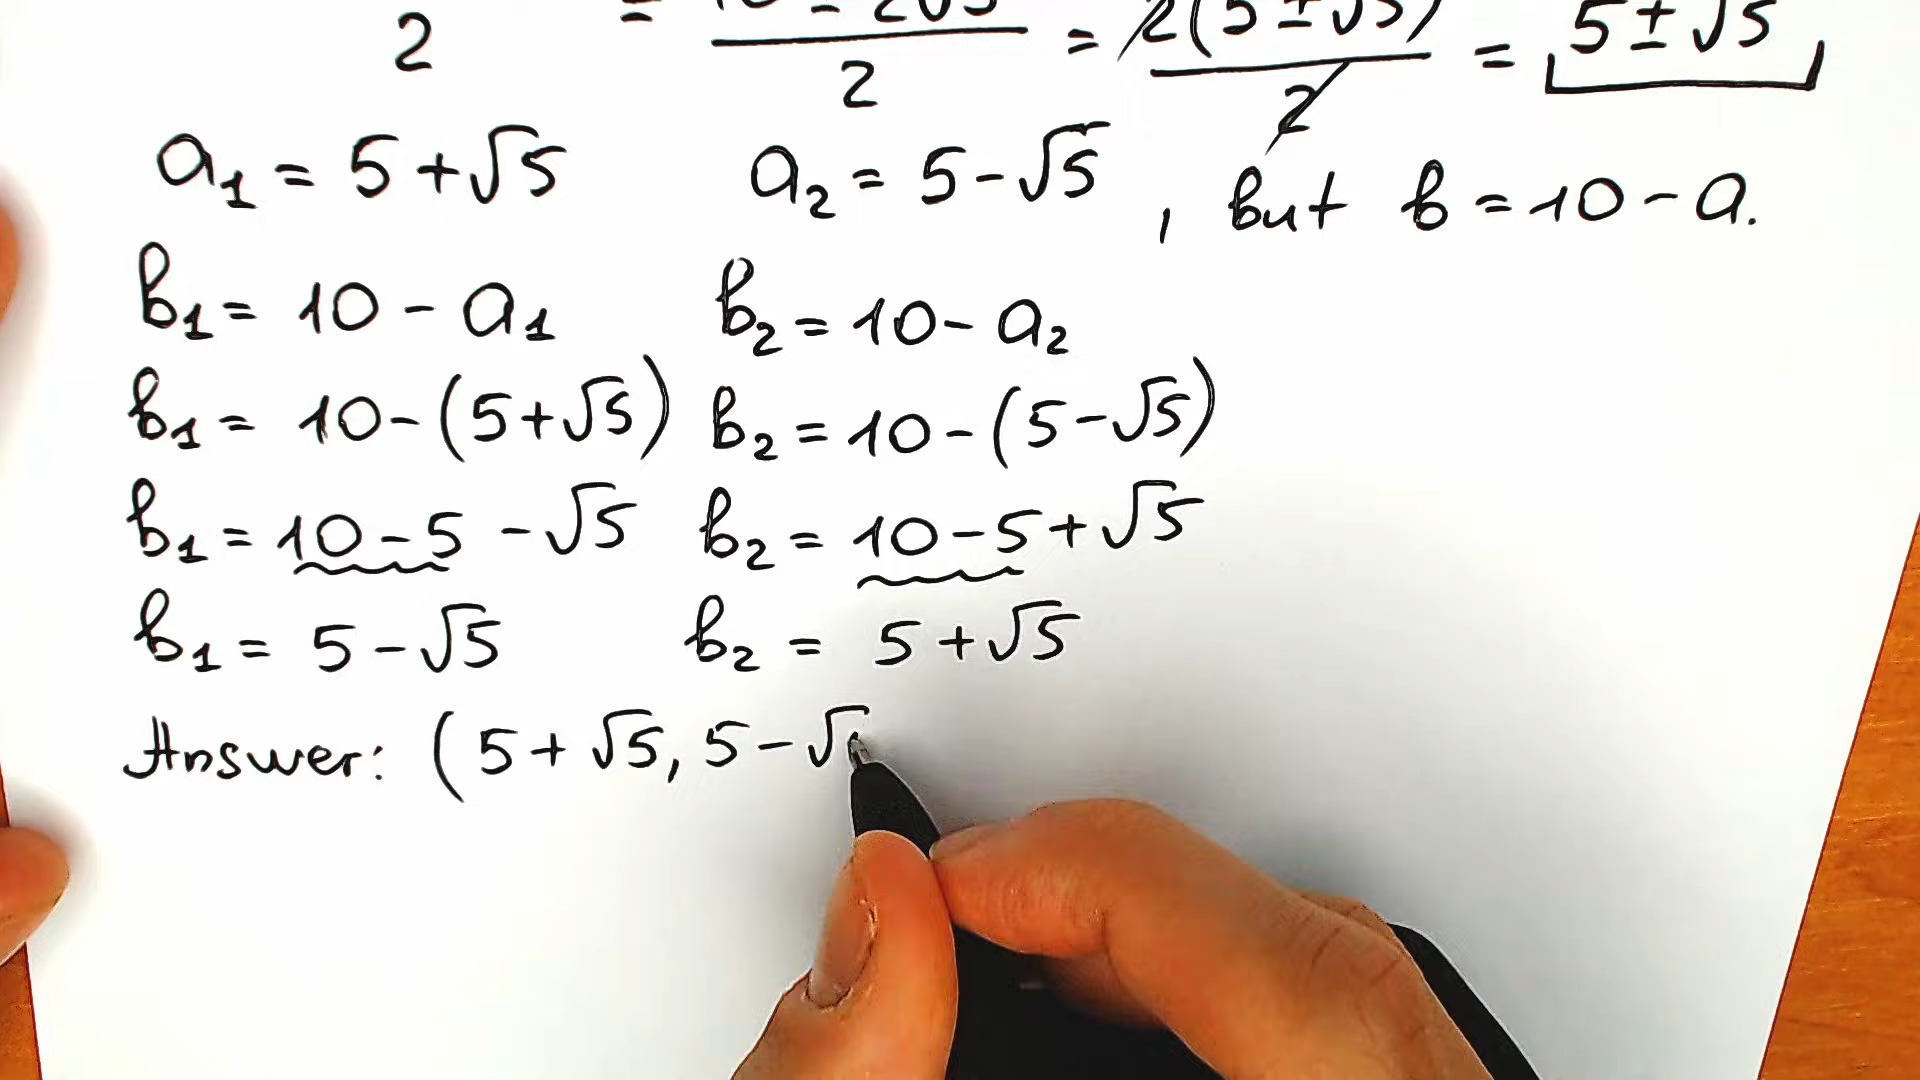 2 = 10 ± 2√5 / 2 = 2(5±√5) / 2 = 5±√5
a₁ = 5+√5 a₂ = 5-√5 , but b = 10 - a.
b₁ = 10 - a₁ b₂ = 10 - a₂
b₁ = 10-(5+√5) b₂ = 10-(5-√5)
b₁ = 10-5 -√5 b₂ = 10-5+√5
b₁ = 5-√5 b₂ = 5+√5
Answer: (5+√5, 5-√